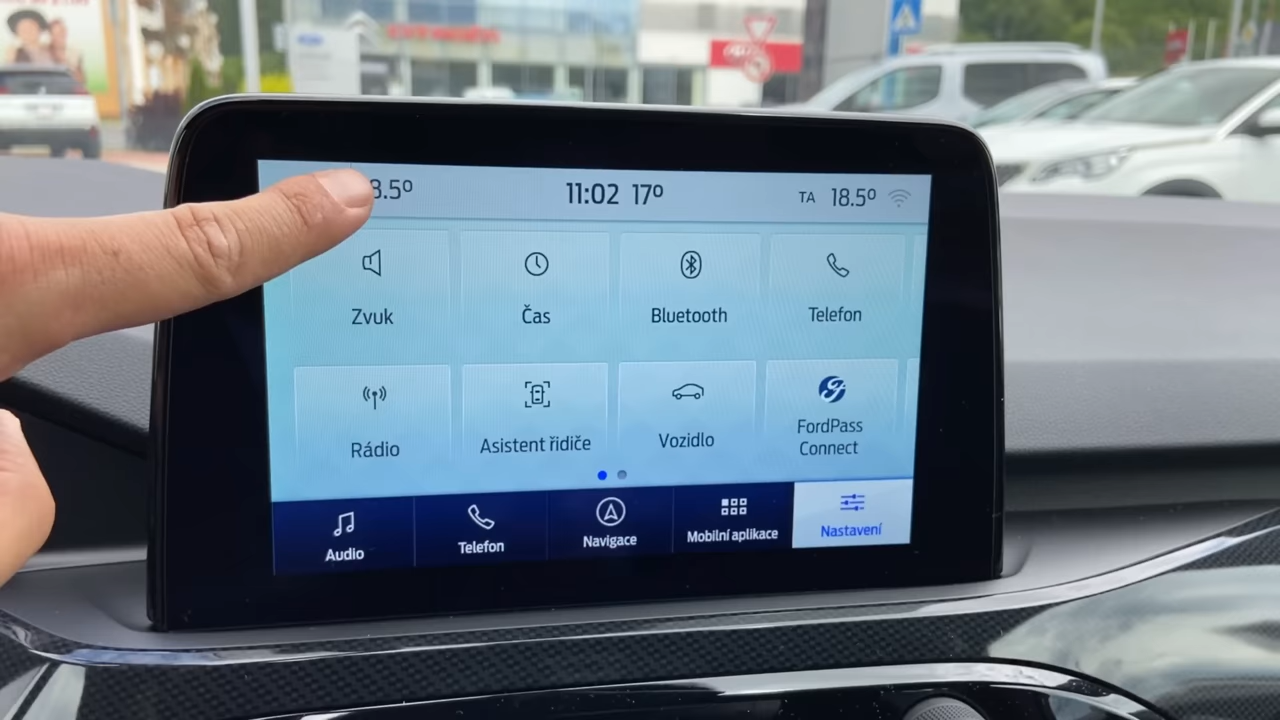 8.5° 11:02 17° TA 18.5°
Zvuk Čas Bluetooth Telefon
Rádio Asistent řidiče Vozidlo FordPass
Connect
Audio Telefon Navigace Mobilní aplikace Nastavení